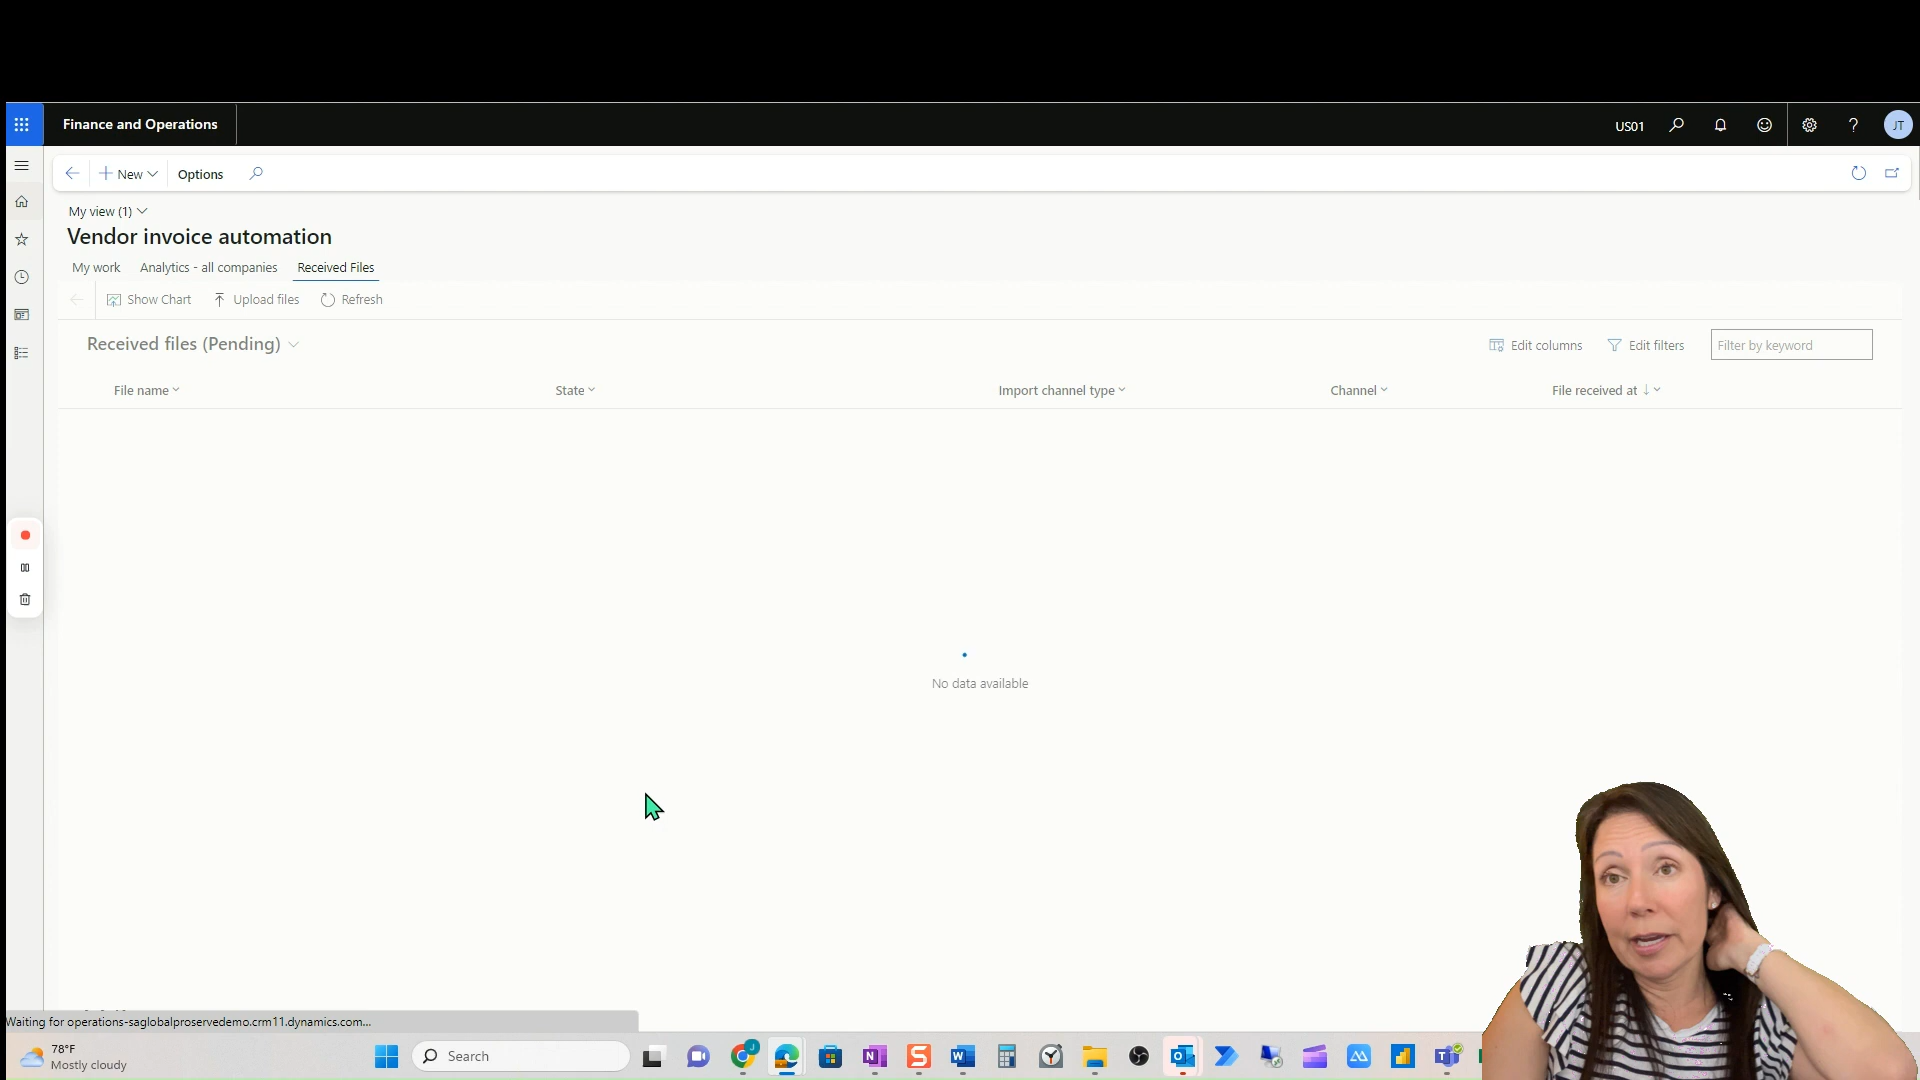 Finance and Operations
US01
JT
New
Options
My view (1)
Vendor invoice automation
My work
Analytics - all companies
Received Files
Show Chart
Upload files
Refresh
Received files (Pending)
Edit columns
Edit filters
Filter by keyword
File name
State
Import channel type
Channel
File received at
No data available
Waiting for operations-saglobalproservedemo.crm11.dynamics.com...
78°F
Mostly cloudy
Search